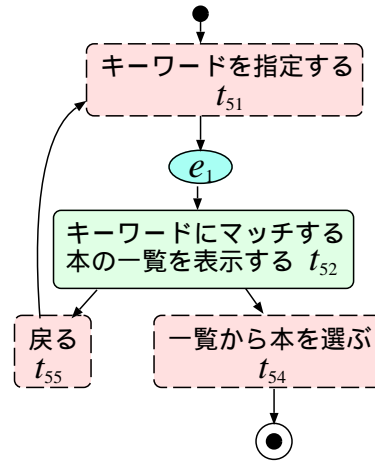 キーワードを指定する
t51
e1
キーワードにマッチする
本の一覧を表示する t52
戻る
t55
一覧から本を選ぶ
t54